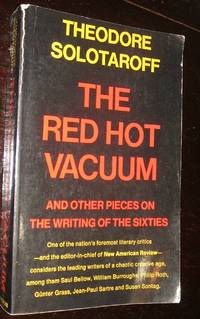 THEODORE
SOLOTAROFF
THE
RED HOT
VACUUM
AND OTHER PIECES ON
THE WRITING OF THE SIXTIES
One of the nation's foremost literary critics
—and the editor-in-chief of New American Review—
considers the leading writers of a chaotic creative age,
among them Saul Bellow, William Burroughs, Philip Roth,
Günter Grass, Jean-Paul Sartre and Susan Sontag.
VACUUM